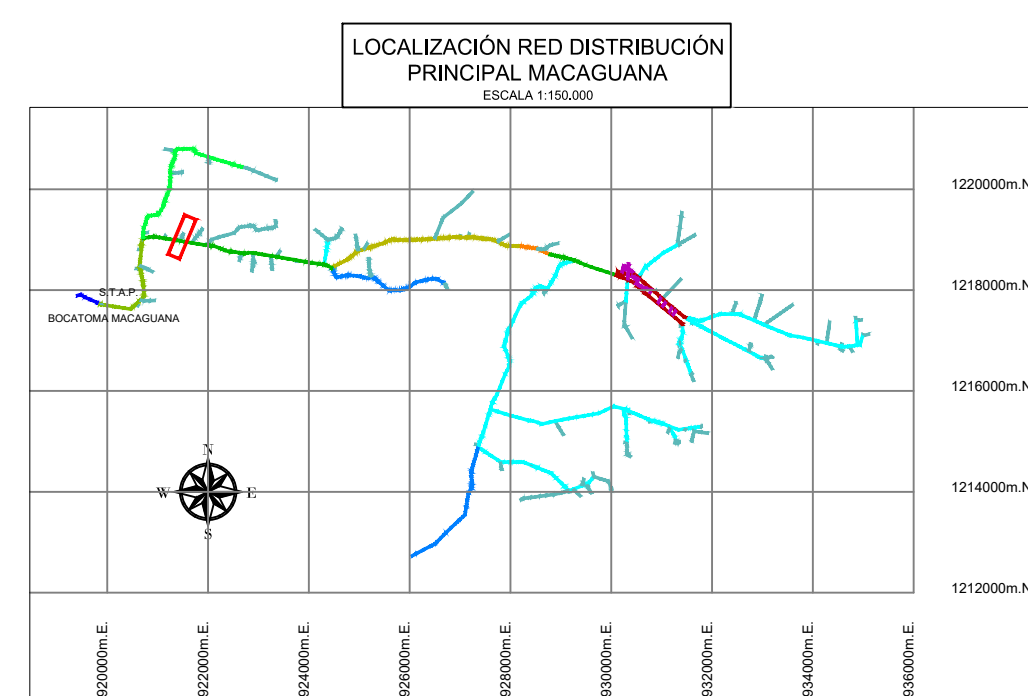 LOCALIZACIÓN RED DISTRIBUCIÓN
PRINCIPAL MACAGUANA
ESCALA 1:150.000
1220000m.N
1218000m.N
1216000m.N
1214000m.N
1212000m.N
S.T.A.P.
BOCATOMA MACAGUANA
N
W
E
S
920000m.E.
922000m.E.
924000m.E.
926000m.E.
928000m.E.
930000m.E.
932000m.E.
934000m.E.
936000m.E.